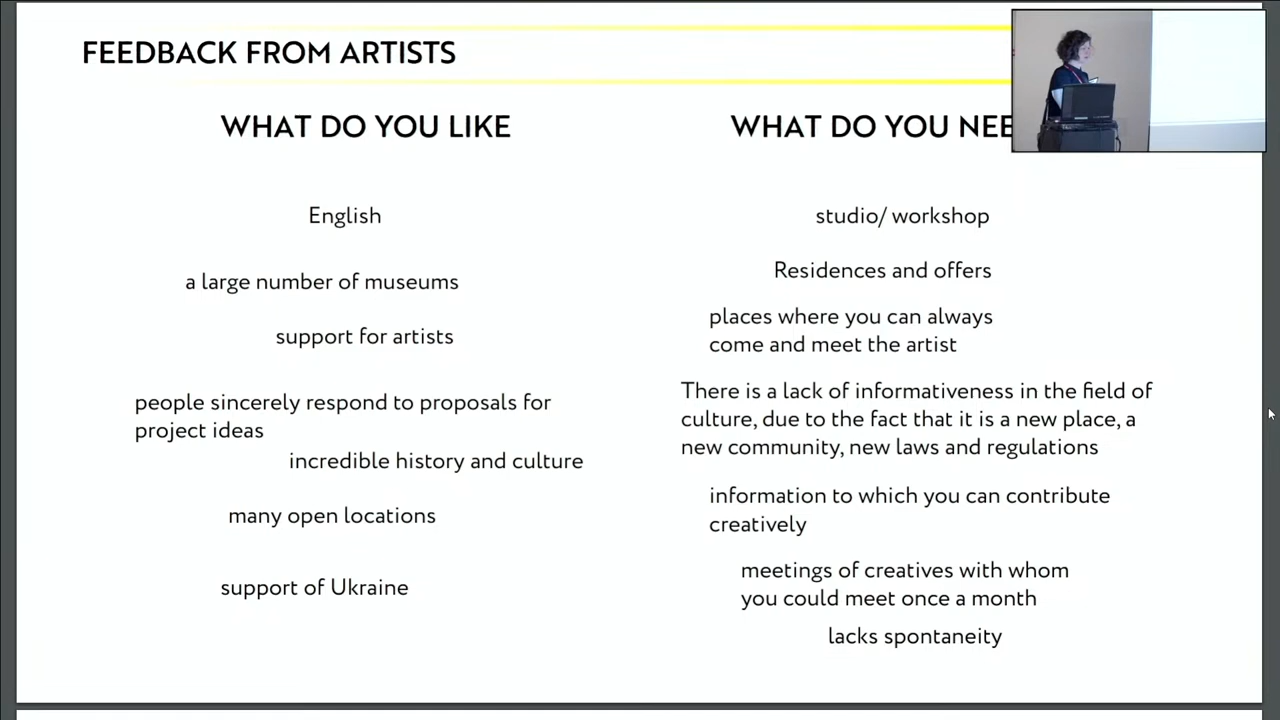 FEEDBACK FROM ARTISTS
WHAT DO YOU LIKE
English
a large number of museums
support for artists
people sincerely respond to proposals for
project ideas
incredible history and culture
many open locations
support of Ukraine
WHAT DO YOU NEE
studio/ workshop
Residences and offers
places where you can always
come and meet the artist
There is a lack of informativeness in the field of
culture, due to the fact that it is a new place, a
new community, new laws and regulations
information to which you can contribute
creatively
meetings of creatives with whom
you could meet once a month
lacks spontaneity